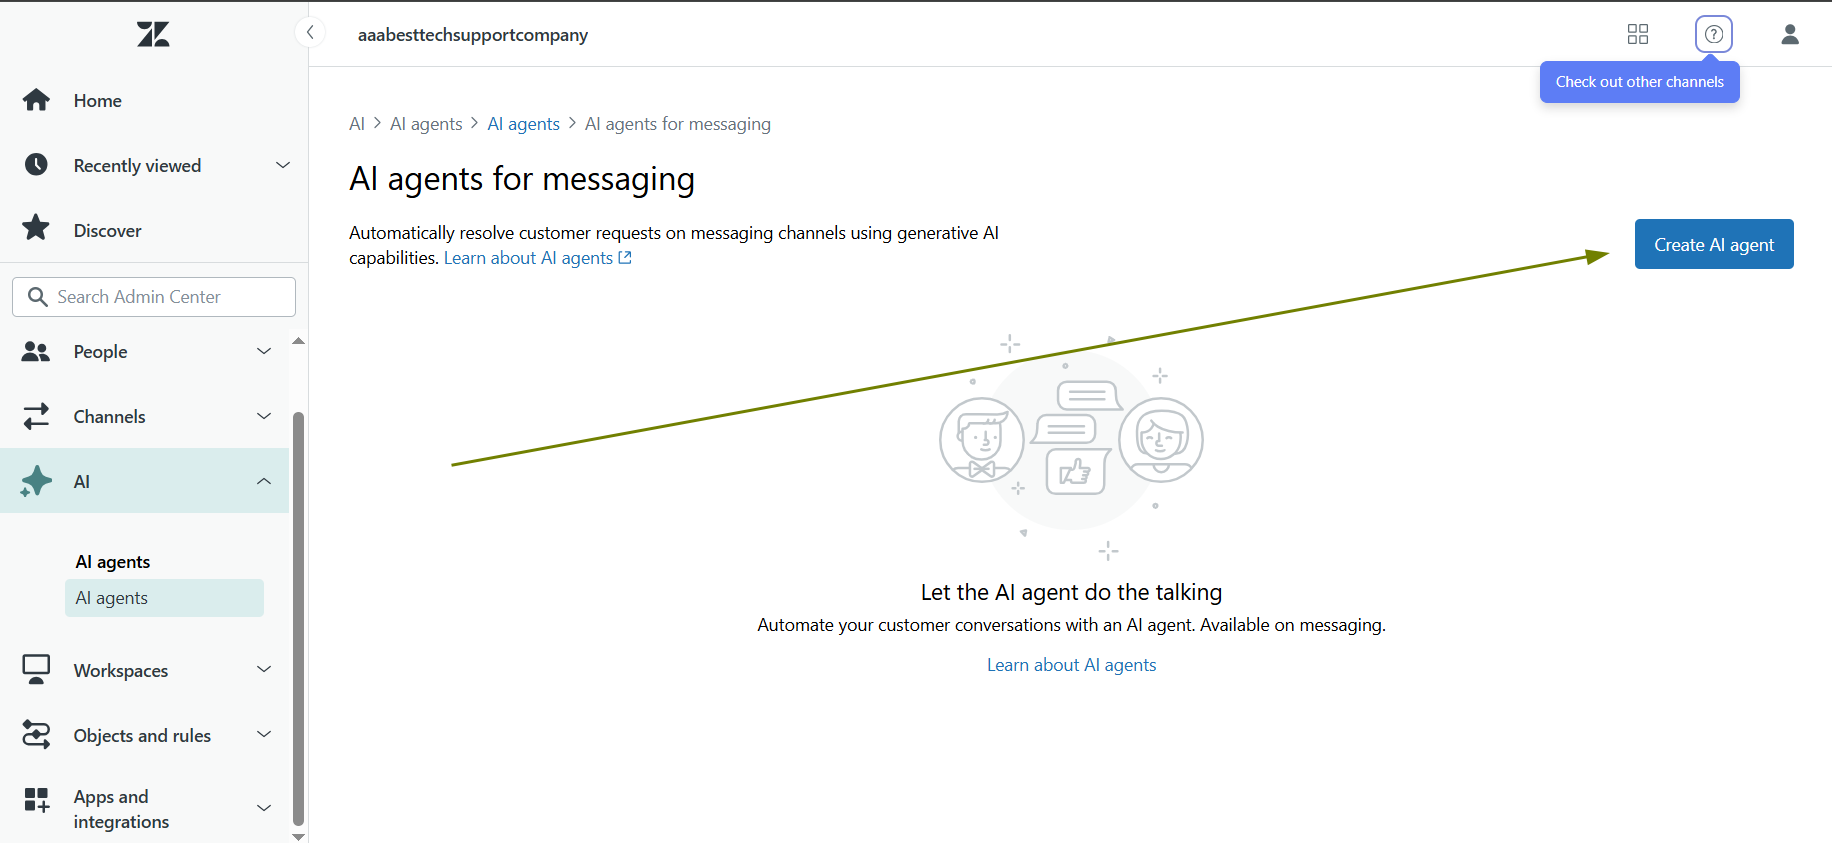 aaabesttechsupportcompany
Check out other channels
Home
Recently viewed
Discover
Search Admin Center
People
Channels
AI
AI agents
AI agents
Workspaces
Objects and rules
Apps and
integrations
AI > AI agents > AI agents > AI agents for messaging
AI agents for messaging
Automatically resolve customer requests on messaging channels using generative AI
capabilities. Learn about AI agents
Create AI agent
Let the AI agent do the talking
Automate your customer conversations with an AI agent. Available on messaging.
Learn about AI agents